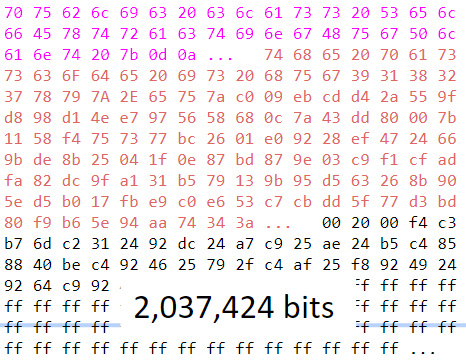 70 75 62 6c 69 63 20 63 6c 61 73 73 20 53 65 6c
66 45 78 74 72 61 63 74 69 6e 67 48 75 67 50 6c
61 6e 74 20 7b 0d 0a ... 74 68 65 20 70 61 73
73 63 6F 64 65 20 69 73 20 68 75 67 39 31 38 32
37 78 79 7A 2E 65 75 7a c0 09 eb cd d4 2a 55 9f
d8 98 d1 4e e7 97 56 58 68 0c 7a 43 dd 80 00 7b
11 58 f4 75 73 77 bc 26 01 e0 92 28 ef 47 24 66
9b de 8b 25 04 1f 0e 87 bd 87 9e 03 c9 f1 cf ad
fa 82 dc 9f a1 31 b5 79 13 9b 95 d5 63 26 8b 90
5e d5 b0 17 fb e9 c0 e6 53 c7 cb dd 5f 77 d3 bd
80 f9 b6 5e 94 aa 74 34 3a ... 00 20 00 f4 c3
b7 6d c2 31 24 92 dc 24 a7 c9 25 ae 24 b5 c4 85
88 40 be c4 92 46 25 79 2f c4 af 25 f8 92 49 24
92 64 c9 92 ff ff ff ff
ff ff ff ff 2,037,424 bits ff ff ff ff
ff ff ff ff ff ff ff ff
ff ff ff ff ff ff ff ff ff ff ff ff ff ff ...